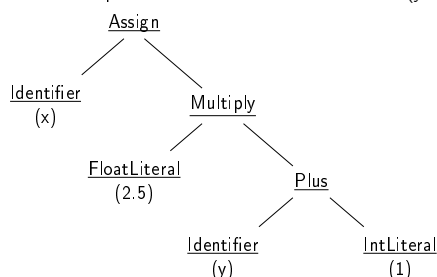 Assign
Identifier
(x)
Multiply
FloatLiteral
(2.5)
Plus
Identifier
(y)
IntLiteral
(1)